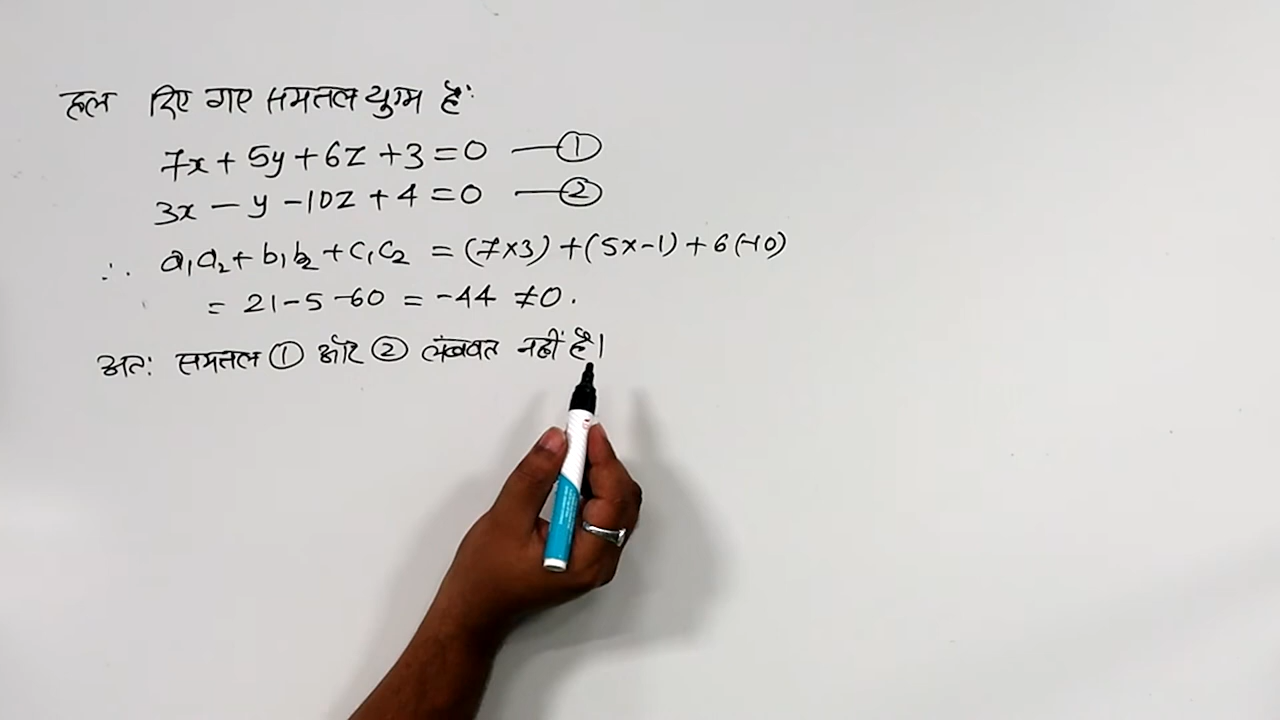 हल दिए गए समतल युग्म हैं:
7x + 5y + 6z + 3 = 0 — ①
3x - y - 10z + 4 = 0 — ②
∴ a₁a₂ + b₁b₂ + c₁c₂ = (7×3) + (5×-1) + 6(-10)
= 21 - 5 - 60 = -44 ≠ 0.
अतः समतल ① और ② लंबवत नहीं है।